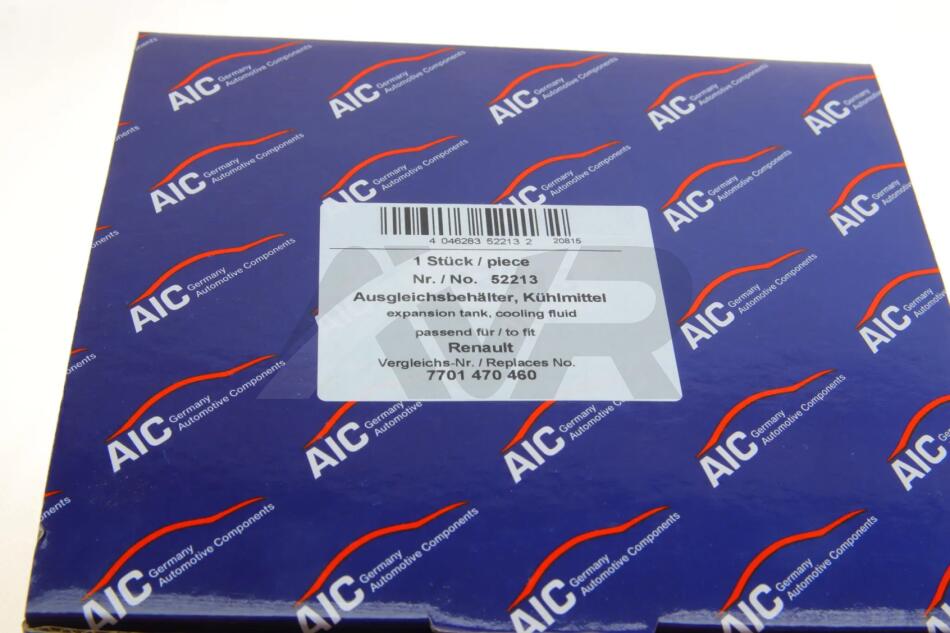 AIC Germany Automotive Components
4 046283 52213 2 20815
1 Stück / piece
Nr. / No. 52213
Ausgleichsbehälter, Kühlmittel
expansion tank, cooling fluid
passend für / to fit
Renault
Vergleichs-Nr. / Replaces No.
7701 470 460
AVR